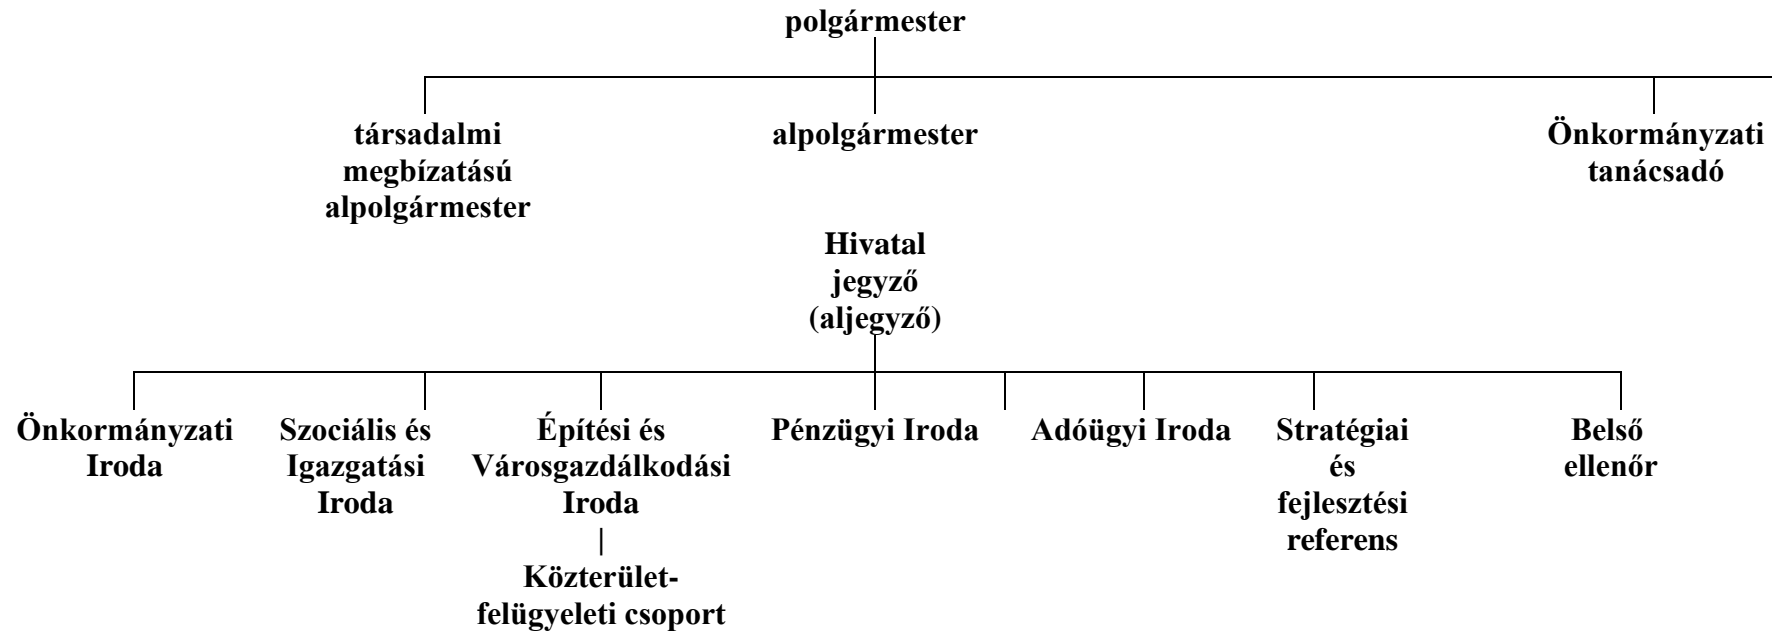 polgármester
társadalmi
megbízatású
alpolgármester
alpolgármester
Önkormányzati
tanácsadó
Hivatal
jegyző
(aljegyző)
Önkormányzati
Iroda
Szociális és
Igazgatási
Iroda
Építési és
Városgazdálkodási
Iroda
|
Közterület-
felügyeleti csoport
Pénzügyi Iroda
Adóügyi Iroda
Stratégiai
és
fejlesztési
referens
Belső
ellenőr